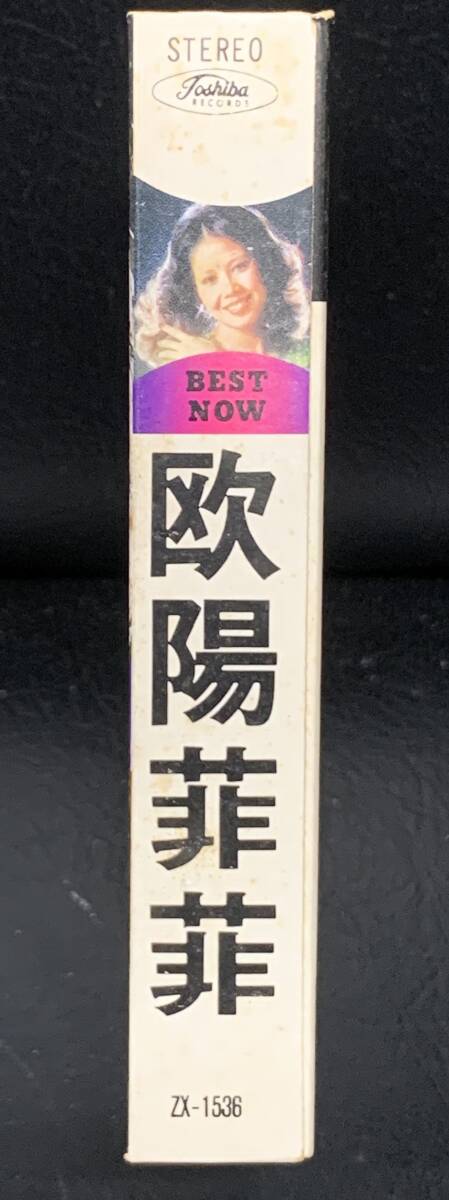 STEREO
Toshiba
RECORDS
BEST
NOW
欧陽菲菲
ZX-1536